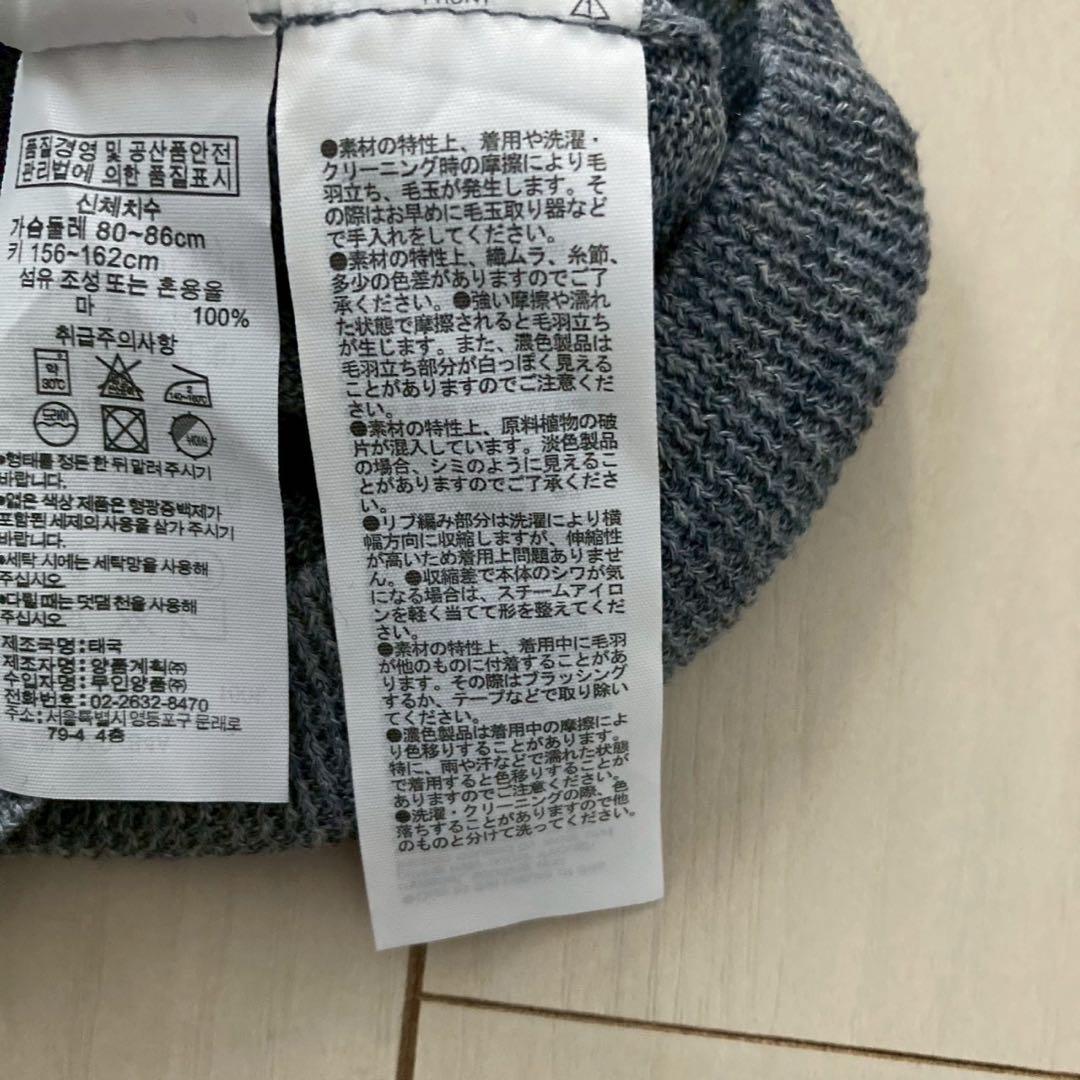 FRONT
품질경영 및 공산품안전
관리법에 의한 품질표시
신체치수
가슴둘레 80~86cm
키 156~162cm
섬유 조성 또는 혼용율
마 100%
취급주의사항
약
30℃
드라이
●형태를 정돈 한 뒤 말려 주시기
바랍니다.
●엷은 색상 제품은 형광증백제가
포함된 세제의 사용을 삼가 주시기
바랍니다.
●세탁 시에는 세탁망을 사용해
주십시오.
●다릴 때는 덧댐 천을 사용해
주십시오.
제조국명:태국
제조자명:양품계획㈜
수입자명:무인양품㈜
전화번호:02-2632-8470
주소:서울특별시 영등포구 문래로
79-4 4층
●素材の特性上、着用や洗濯・
クリーニング時の摩擦により毛
羽立ち、毛玉が発生します。そ
の際はお早めに毛玉取り器など
で手入れをしてください。
●素材の特性上、織ムラ、糸節、
多少の色差がありますのでご了
承ください。●強い摩擦や濡れ
た状態で摩擦されると毛羽立ち
が生じます。また、濃色製品は
毛羽立ち部分が白っぽく見える
ことがありますのでご注意くだ
さい。
●素材の特性上、原料植物の破
片が混入しています。淡色製品
の場合、シミのように見えるこ
とがありますのでご了承くださ
い。
●リブ編み部分は洗濯により横
幅方向に収縮しますが、伸縮性
が高いため着用上問題ありませ
ん。●収縮差で本体のシワが気
になる場合は、スチームアイロ
ンを軽く当てて形を整えてくだ
さい。
●素材の特性上、着用中に毛羽
が他のものに付着することがあ
ります。その際はブラッシング
するか、テープなどで取り除い
てください。
●濃色製品は着用中の摩擦によ
り色移りすることがあります。
特に、雨や汗などで濡れた状態
で着用すると色移りすることが
ありますのでご注意ください。
●洗濯・クリーニングの際、色
落ちすることがありますので他
のものと分けて洗ってください。